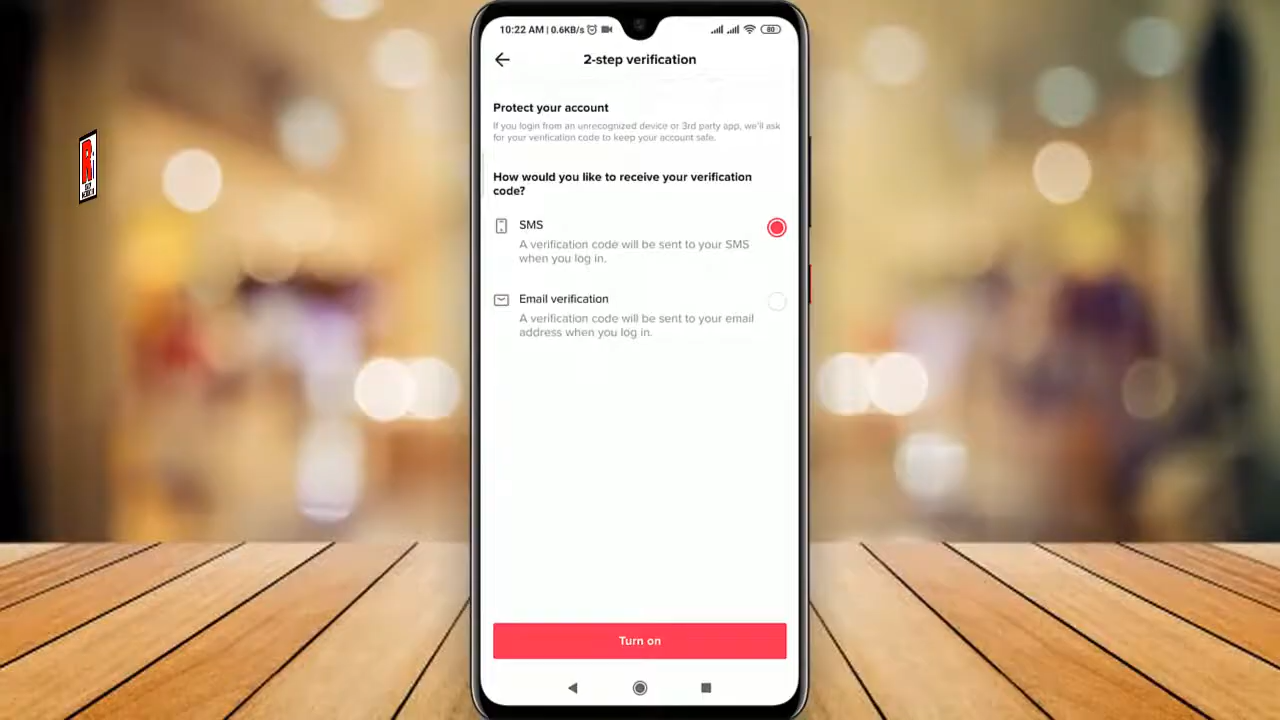 10:22 AM | 0.6KB/s
80
2-step verification
Protect your account
If you login from an unrecognized device or 3rd party app, we'll ask
for your verification code to keep your account safe.
How would you like to receive your verification
code?
SMS
A verification code will be sent to your SMS
when you log in.
Email verification
A verification code will be sent to your email
address when you log in.
Turn on